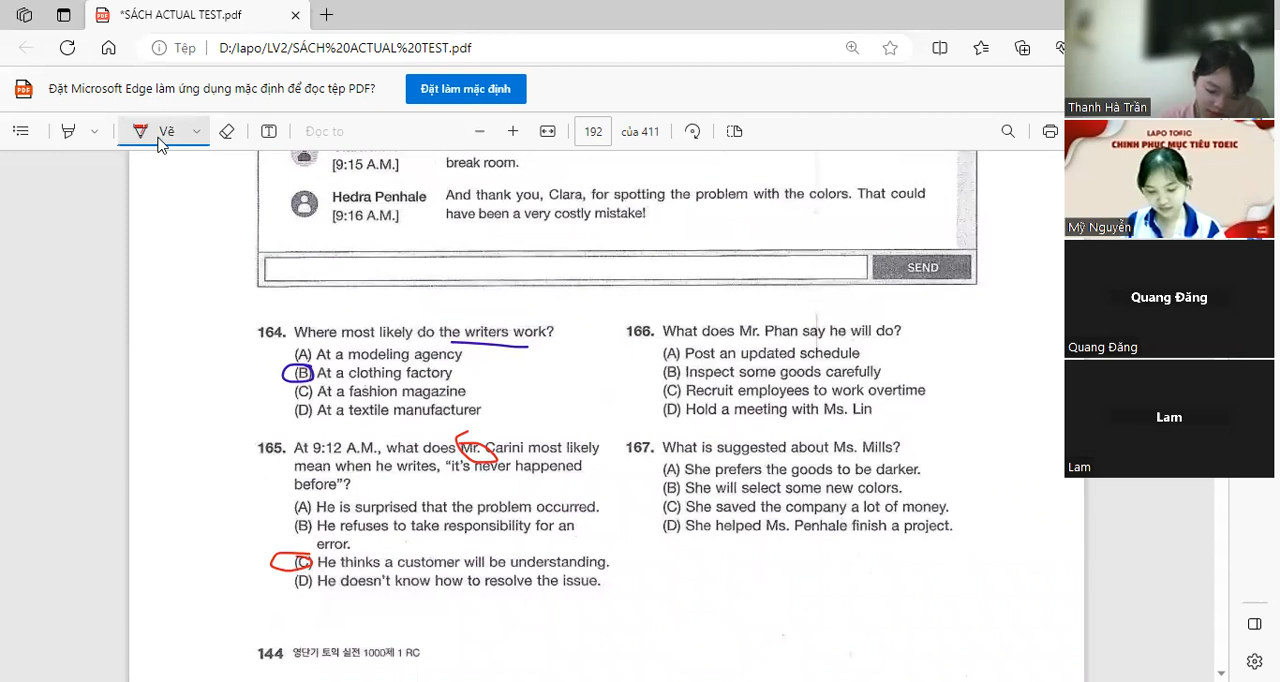 *SÁCH ACTUAL TEST.pdf
Tệp
D:/lapo/LV2/SÁCH%20ACTUAL%20TEST.pdf
Đặt Microsoft Edge làm ứng dụng mặc định để đọc tệp PDF?
Đặt làm mặc định
Vẽ
Đọc to
192
của 411
[9:15 A.M.]
break room.
Hedra Penhale
[9:16 A.M.]
And thank you, Clara, for spotting the problem with the colors. That could
have been a very costly mistake!
SEND
164. Where most likely do the writers work?
(A) At a modeling agency
(B) At a clothing factory
(C) At a fashion magazine
(D) At a textile manufacturer
165. At 9:12 A.M., what does Mr. Carini most likely
mean when he writes, “it’s never happened
before”?
(A) He is surprised that the problem occurred.
(B) He refuses to take responsibility for an
error.
(C) He thinks a customer will be understanding.
(D) He doesn’t know how to resolve the issue.
166. What does Mr. Phan say he will do?
(A) Post an updated schedule
(B) Inspect some goods carefully
(C) Recruit employees to work overtime
(D) Hold a meeting with Ms. Lin
167. What is suggested about Ms. Mills?
(A) She prefers the goods to be darker.
(B) She will select some new colors.
(C) She saved the company a lot of money.
(D) She helped Ms. Penhale finish a project.
144 영단기 토익 실전 1000제 1 RC
Thanh Hà Trần
LAPO TOEIC
CHINH PHỤC MỤC TIÊU TOEIC
Mỹ Nguyễn
Quang Đăng
Quang Đăng
Lam
Lam